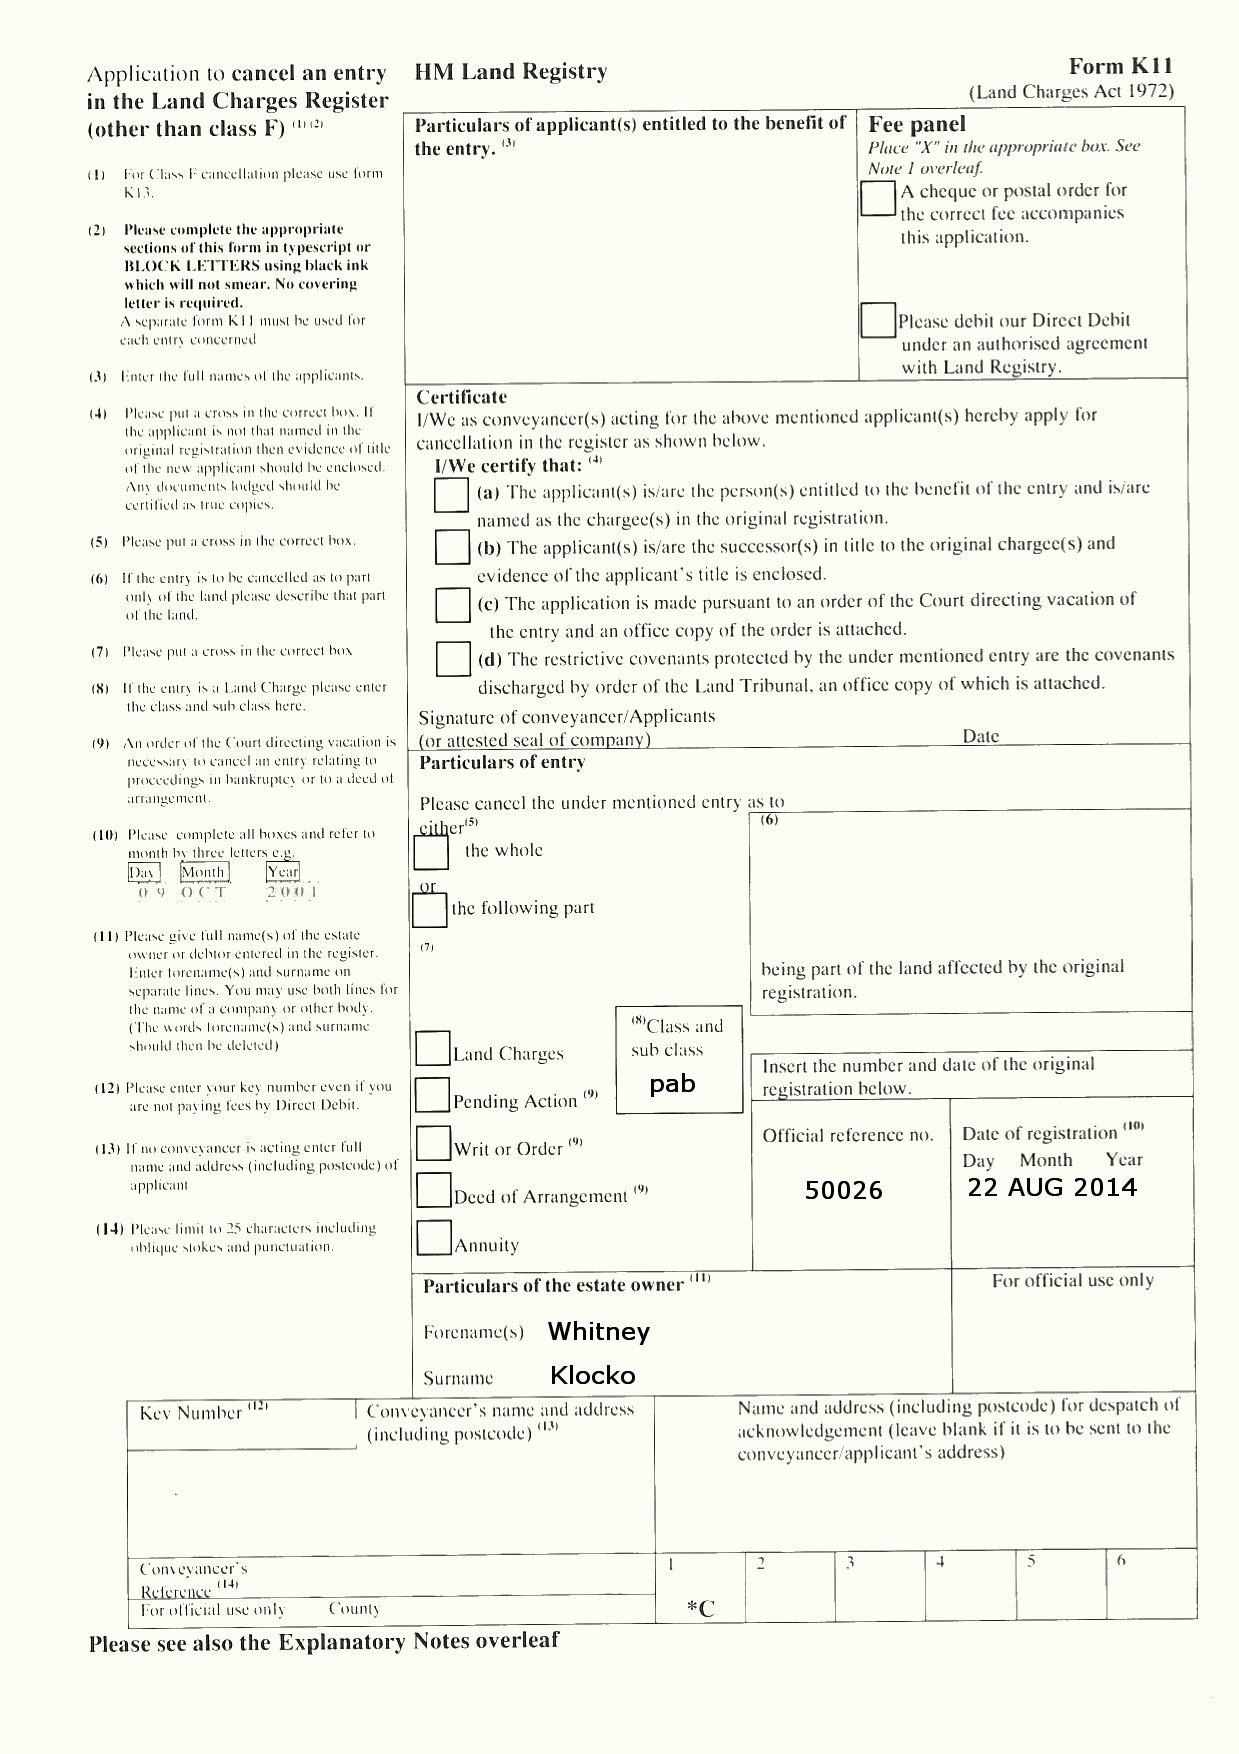 Application to cancel an entry
in the Land Charges Register
(other than class F) (1) (2)
HM Land Registry
Form K11
(Land Charges Act 1972)
(1) For Class F cancellation please use form
K13.
(2) Please complete the appropriate
sections of this form in typescript or
BLOCK LETTERS using black ink
which will not smear. No covering
letter is required.
A separate form K11 must be used for
each entry concerned
(3) Enter the full names of the applicants.
(4) Please put a cross in the correct box. If
the applicant is not that named in the
original registration then evidence of title
of the new applicant should be enclosed.
Any documents lodged should be
certified as true copies.
(5) Please put a cross in the correct box.
(6) If the entry is to be cancelled as to part
only of the land please describe that part
of the land.
(7) Please put a cross in the correct box
(8) If the entry is a Land Charge please enter
the class and sub class here.
(9) An order of the Court directing vacation is
necessary to cancel an entry relating to
proceedings in bankruptcy or to a deed of
arrangement.
(10) Please complete all boxes and refer to
month by three letters e.g.
Day Month Year
0 9 O C T 2 0 0 1
(11) Please give full name(s) of the estate
owner or debtor entered in the register.
Enter forename(s) and surname on
separate lines. You may use both lines for
the name of a company or other body.
(The words forename(s) and surname
should then be deleted)
(12) Please enter your key number even if you
are not paying fees by Direct Debit.
(13) If no conveyancer is acting enter full
name and address (including postcode) of
applicant
(14) Please limit to 25 characters including
oblique stokes and punctuation.
Particulars of applicant(s) entitled to the benefit of
the entry. (3)
Fee panel
Place "X" in the appropriate box. See
Note 1 overleaf.
A cheque or postal order for
the correct fee accompanies
this application.
Please debit our Direct Debit
under an authorised agreement
with Land Registry.
Certificate
I/We as conveyancer(s) acting for the above mentioned applicant(s) hereby apply for
cancellation in the register as shown below.
I/We certify that: (4)
(a) The applicant(s) is/are the person(s) entitled to the benefit of the entry and is/are
named as the chargee(s) in the original registration.
(b) The applicant(s) is/are the successor(s) in title to the original chargee(s) and
evidence of the applicant's title is enclosed.
(c) The application is made pursuant to an order of the Court directing vacation of
the entry and an office copy of the order is attached.
(d) The restrictive covenants protected by the under mentioned entry are the covenants
discharged by order of the Land Tribunal, an office copy of which is attached.
Signature of conveyancer/Applicants
(or attested seal of company) Date
Particulars of entry
Please cancel the under mentioned entry as to
either(5)
the whole
or
the following part
(6)
being part of the land affected by the original
registration.
(7)
Land Charges
Pending Action (9)
Writ or Order (9)
Deed of Arrangement (9)
Annuity
(8)Class and
sub class
pab
Insert the number and date of the original
registration below.
Official reference no.
50026
Date of registration (10)
Day Month Year
22 AUG 2014
Particulars of the estate owner (11)
Forename(s) Whitney
Surname Klocko
For official use only
Key Number (12)
Conveyancer's name and address
(including postcode) (13)
Name and address (including postcode) for despatch of
acknowledgement (leave blank if it is to be sent to the
conveyancer/applicant's address)
Conveyancer's
Reference (14)
For official use only County
1 2 3 4 5 6
*C
Please see also the Explanatory Notes overleaf